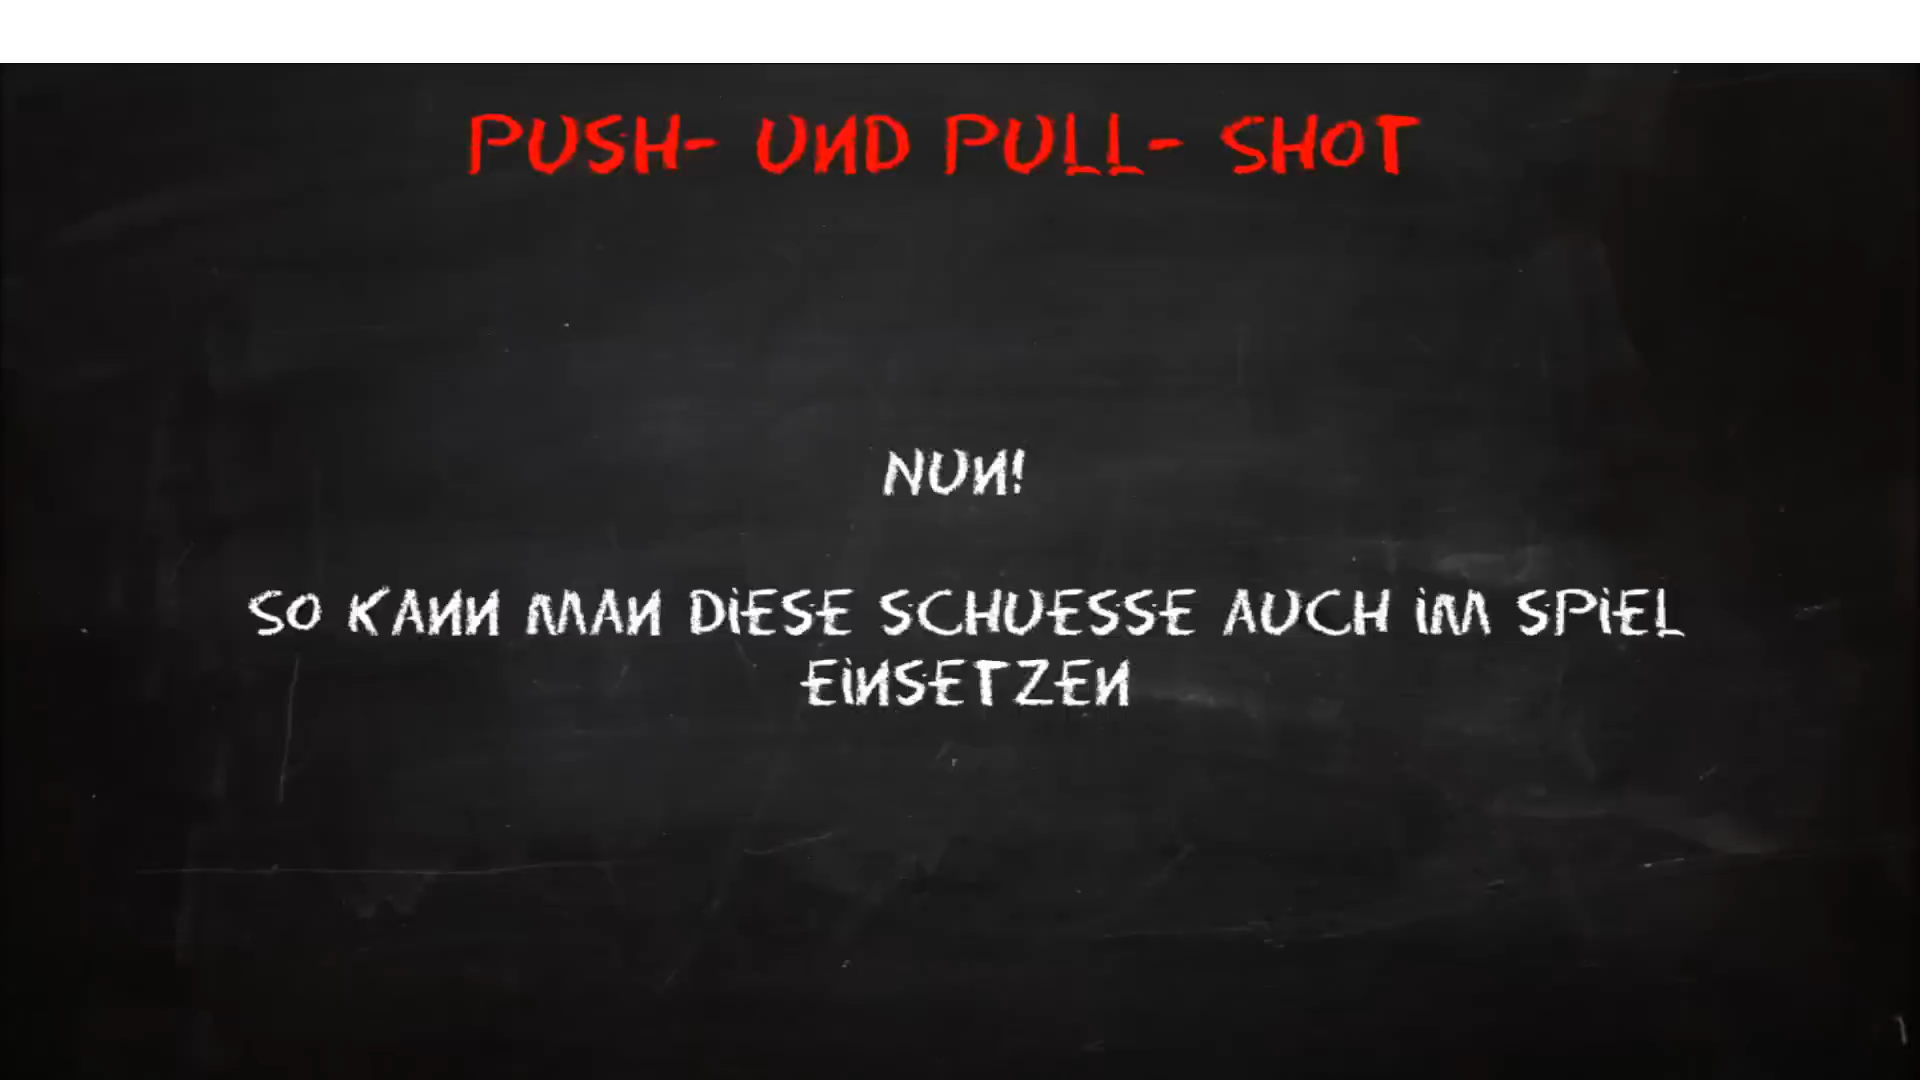 PUSH- UND PULL- SHOT
NUN!
SO KANN MAN DIESE SCHUESSE AUCH IM SPIEL
EINSETZEN